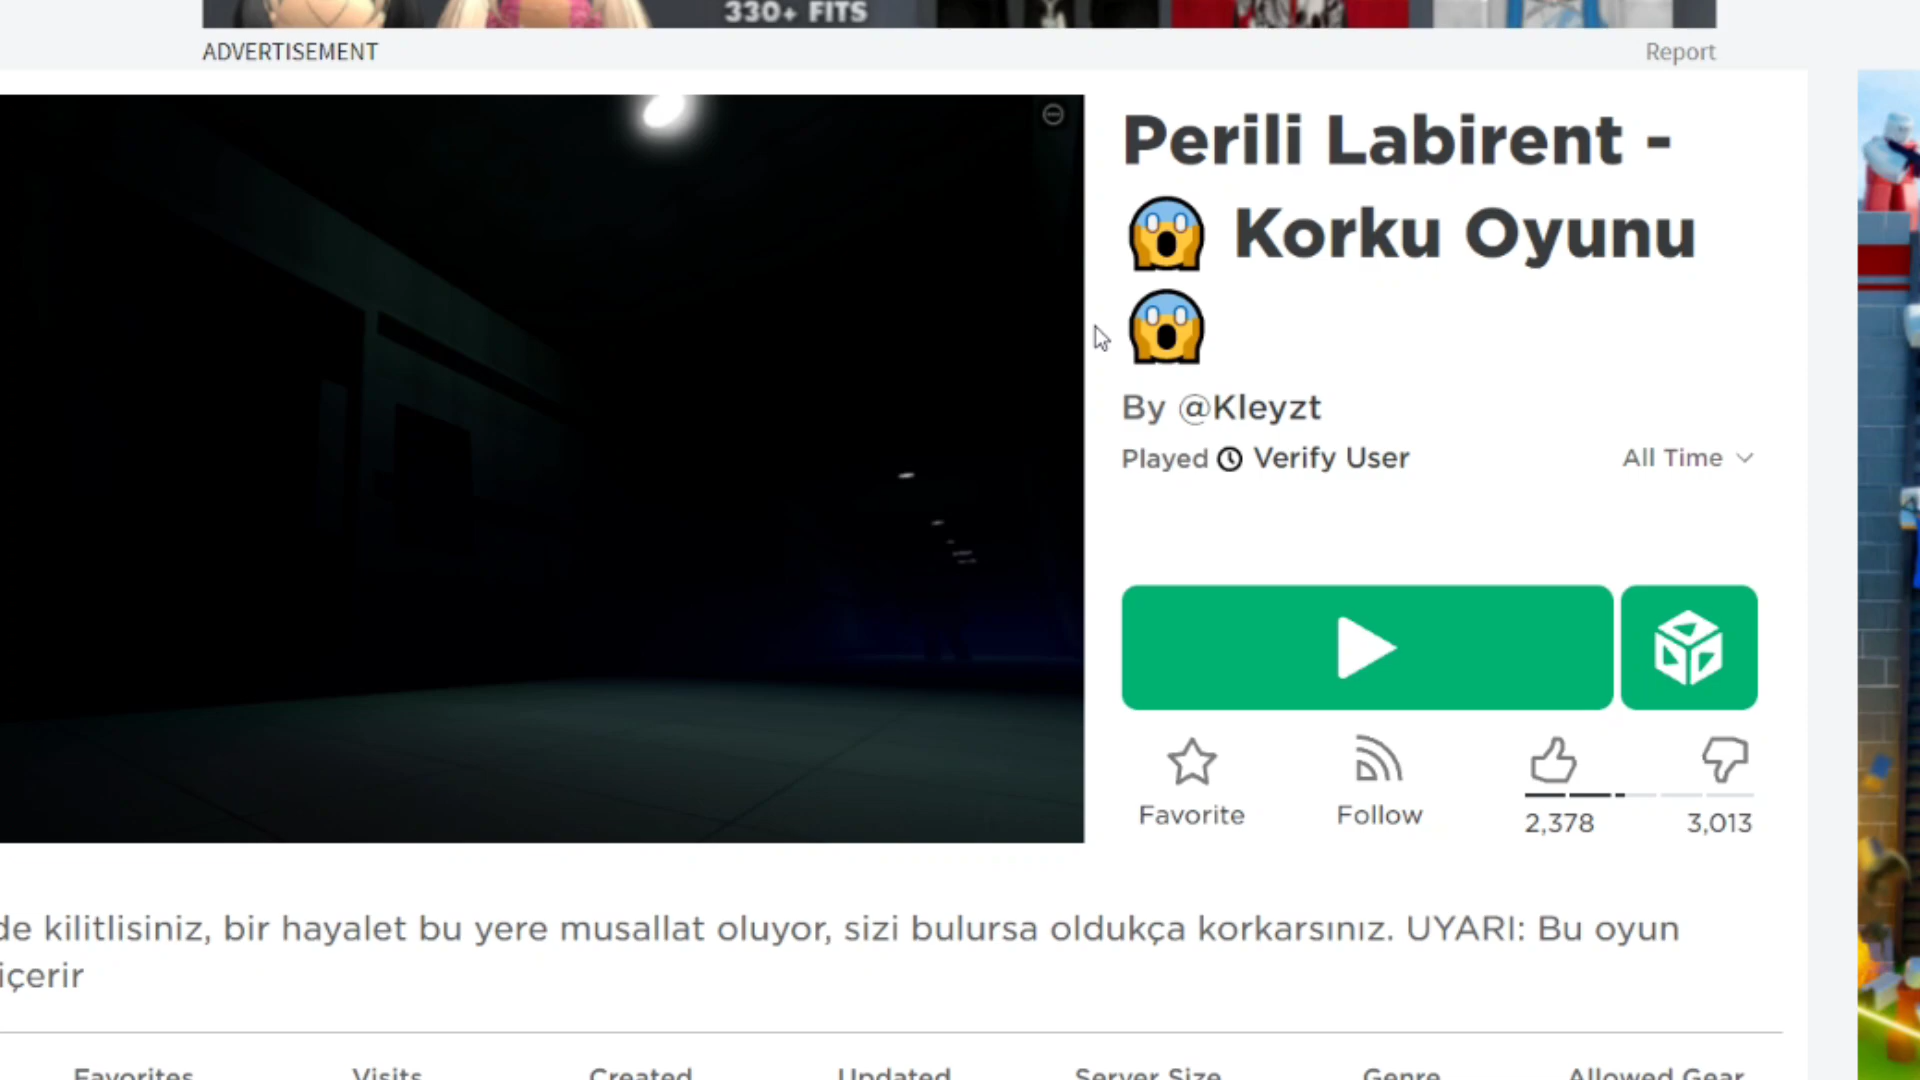 330+ FITS
ADVERTISEMENT
Report
Perili Labirent -
😱 Korku Oyunu
😱
By @Kleyzt
Played Verify User
All Time
Favorite
Follow
2,378
3,013
de kilitlisiniz, bir hayalet bu yere musallat oluyor, sizi bulursa oldukça korkarsınız. UYARI: Bu oyun
içerir
Favorites
Visits
Created
Updated
Server Size
Genre
Allowed Gear